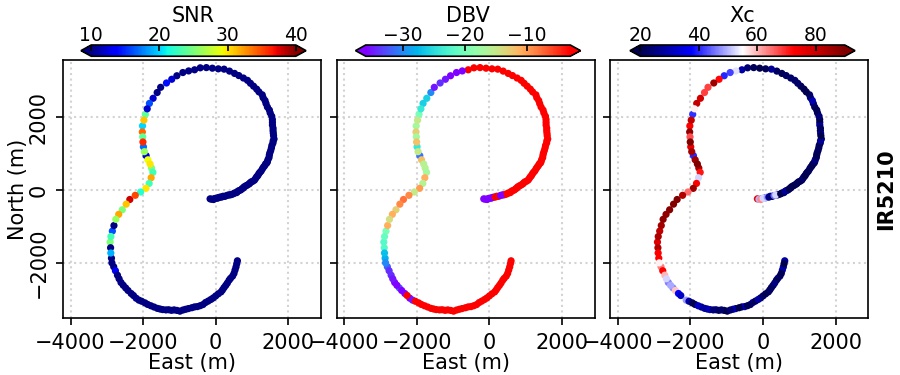 SNR DBV Xc
10 20 30 40 −30 −20 −10 20 40 60 80
2000
0
−2000
North (m)
−4000 −2000 0 2000 −4000 −2000 0 2000 −4000 −2000 0 2000
East (m) East (m) East (m)
IR5210